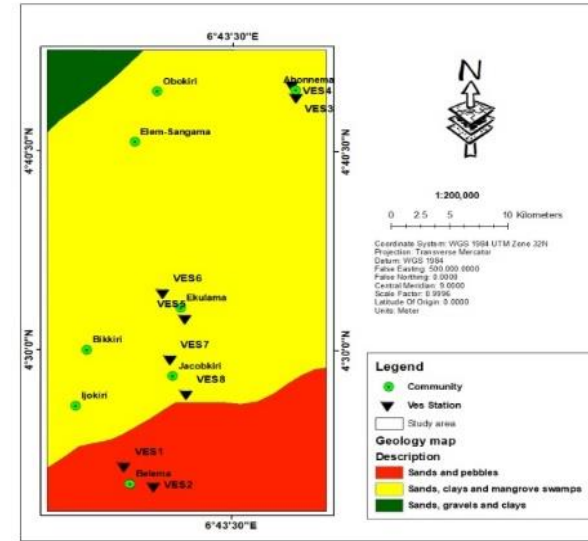 6°43'30"E
Obokiri
Abonnema
VES4
VES3
Elem-Sangama
4°40'30"N
4°40'30"N
N
1:200,000
0 2.5 5 10 Kilometers
Coordinate System: WGS 1984 UTM Zone 32N
Projection: Transverse Mercator
Datum: WGS 1984
False Easting: 500,000.0000
False Northing: 0.0000
Central Meridian: 9.0000
Scale Factor: 0.9996
Latitude Of Origin: 0.0000
Units: Meter
VES6
Ekulama
VES5
VES7
Bikkiri
4°30'0"N
4°30'0"N
Jacobkiri
VES8
Ijokiri
VES1
Belema
VES2
6°43'30"E
Legend
Community
Ves Station
Study area
Geology map
Description
Sands and pebbles
Sands, clays and mangrove swamps
Sands, gravels and clays